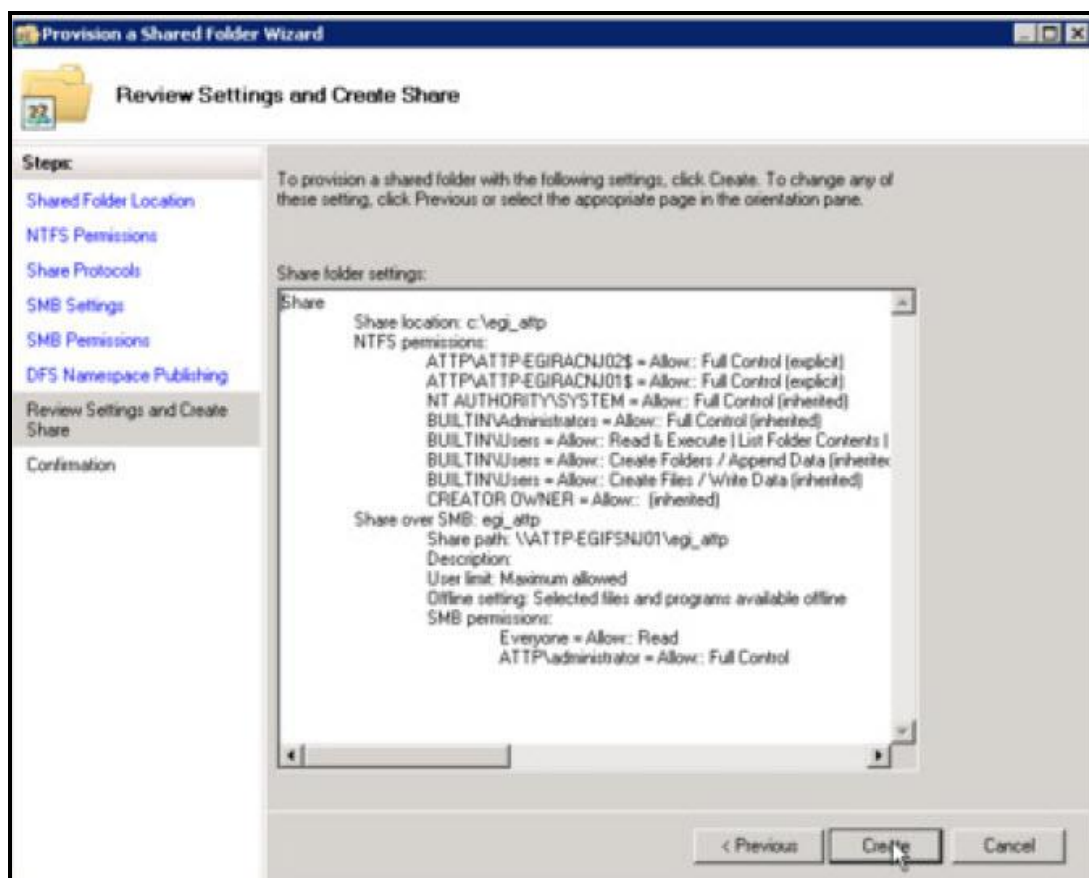 Provision a Shared Folder Wizard
Review Settings and Create Share
Steps:
Shared Folder Location
NTFS Permissions
Share Protocols
SMB Settings
SMB Permissions
DFS Namespace Publishing
Review Settings and Create
Share
Confirmation
To provision a shared folder with the following settings, click Create. To change any of
these setting, click Previous or select the appropriate page in the orientation pane.
Share folder settings:
Share
Share location: c:\egi_attp
NTFS permissions:
ATTP\ATTP-EGIRACNJ02$ = Allow:: Full Control (explicit)
ATTP\ATTP-EGIRACNJ01$ = Allow:: Full Control (explicit)
NT AUTHORITY\SYSTEM = Allow:: Full Control (inherited)
BUILTIN\Administrators = Allow:: Full Control (inherited)
BUILTIN\Users = Allow:: Read & Execute | List Folder Contents |
BUILTIN\Users = Allow:: Create Folders / Append Data (inherited
BUILTIN\Users = Allow:: Create Files / Write Data (inherited)
CREATOR OWNER = Allow:: (inherited)
Share over SMB: egi_attp
Share path: \\ATTP-EGIFSNJ01\egi_attp
Description:
User limit: Maximum allowed
Offline setting: Selected files and programs available offline
SMB permissions:
Everyone = Allow:: Read
ATTP\administrator = Allow:: Full Control
< Previous
Create
Cancel